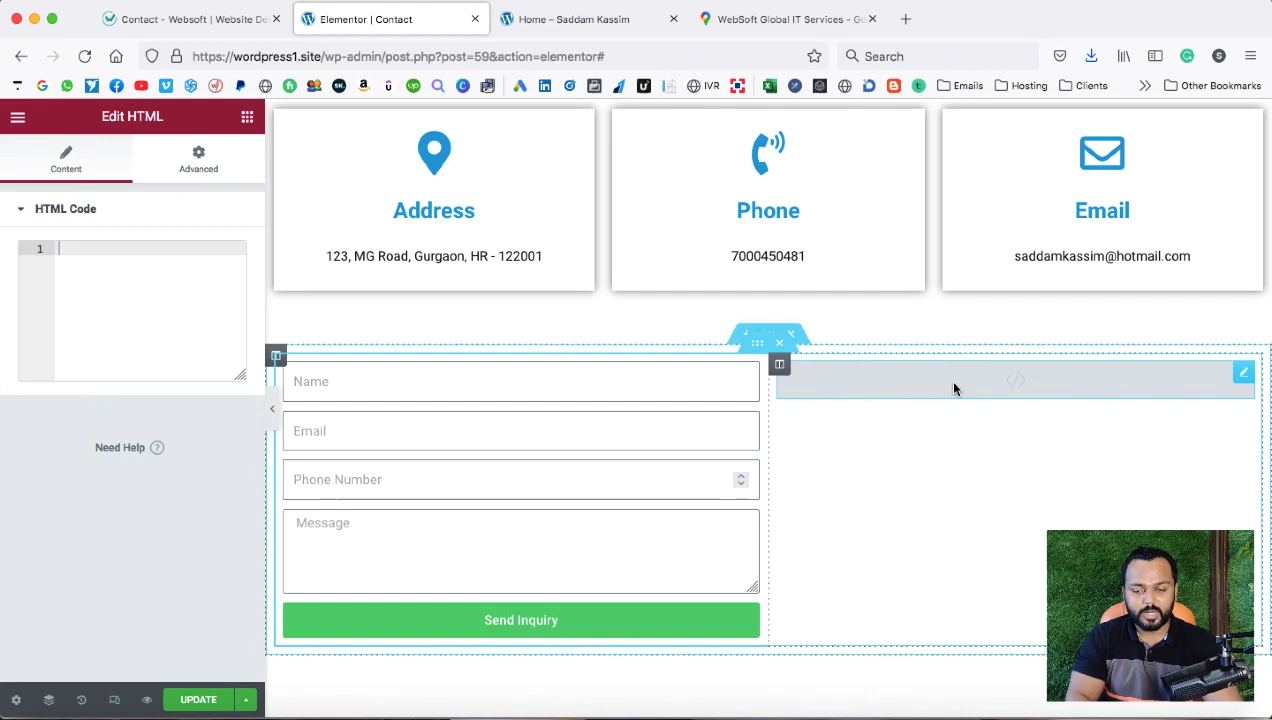 Contact - Websoft | Website De
Elementor | Contact
Home – Saddam Kassim
WebSoft Global IT Services - Go
https://wordpress1.site/wp-admin/post.php?post=59&action=elementor#
Search
IVR
Emails
Hosting
Clients
Other Bookmarks
Edit HTML
Content
Advanced
HTML Code
1
Need Help
UPDATE
Address
123, MG Road, Gurgaon, HR - 122001
Phone
7000450481
Email
saddamkassim@hotmail.com
Name
Email
Phone Number
Message
Send Inquiry